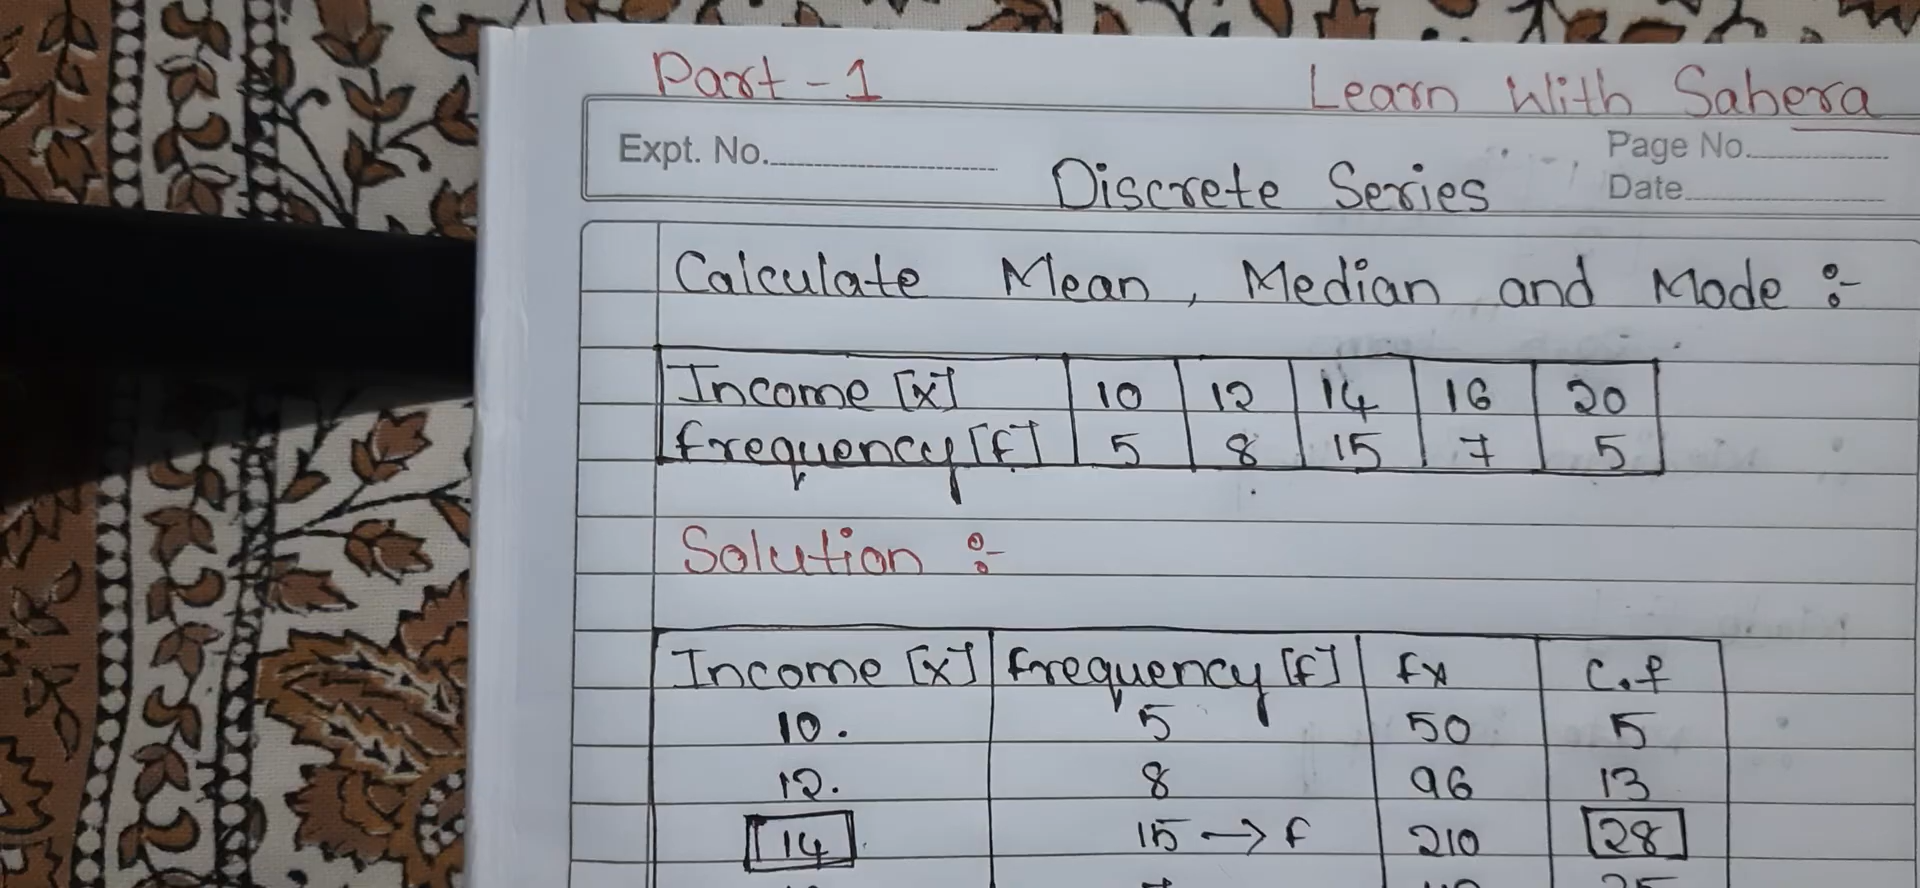 Part - 1 Learn With Sabera
Expt. No. Page No.
Discrete Series Date
Calculate Mean, Median and Mode :-
Income [x] 10 12 14 16 20
frequency [f] 5 8 15 7 5
Solution :-
Income [x] frequency [f] fx C.f
10. 5 50 5
12. 8 96 13
14 15 → f 210 28